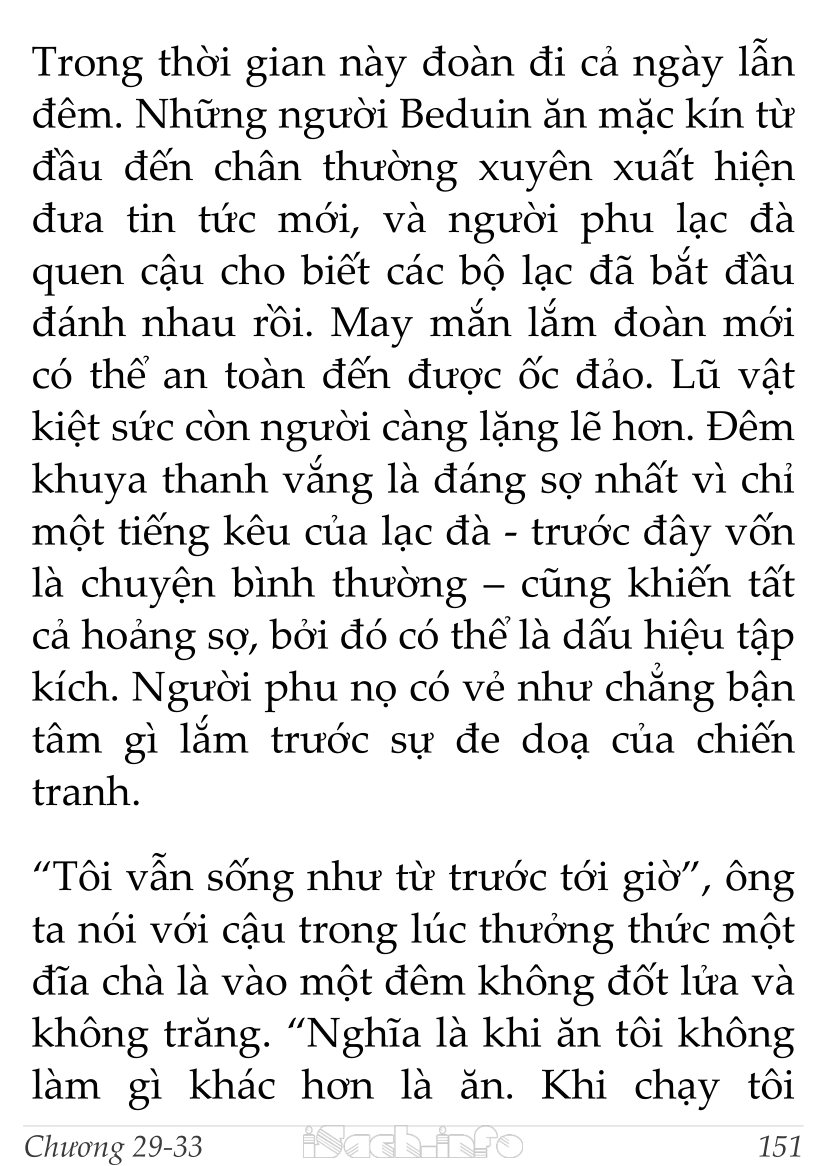 Trong thời gian này đoàn đi cả ngày lẫn
đêm. Những người Beduin ăn mặc kín từ
đầu đến chân thường xuyên xuất hiện
đưa tin tức mới, và người phu lạc đà
quen cậu cho biết các bộ lạc đã bắt đầu
đánh nhau rồi. May mắn lắm đoàn mới
có thể an toàn đến được ốc đảo. Lũ vật
kiệt sức còn người càng lặng lẽ hơn. Đêm
khuya thanh vắng là đáng sợ nhất vì chỉ
một tiếng kêu của lạc đà - trước đây vốn
là chuyện bình thường – cũng khiến tất
cả hoảng sợ, bởi đó có thể là dấu hiệu tập
kích. Người phu nọ có vẻ như chẳng bận
tâm gì lắm trước sự đe doạ của chiến
tranh.
“Tôi vẫn sống như từ trước tới giờ”, ông
ta nói với cậu trong lúc thưởng thức một
đĩa chà là vào một đêm không đốt lửa và
không trăng. “Nghĩa là khi ăn tôi không
làm gì khác hơn là ăn. Khi chạy tôi
Chương 29-33 iSach.info 151